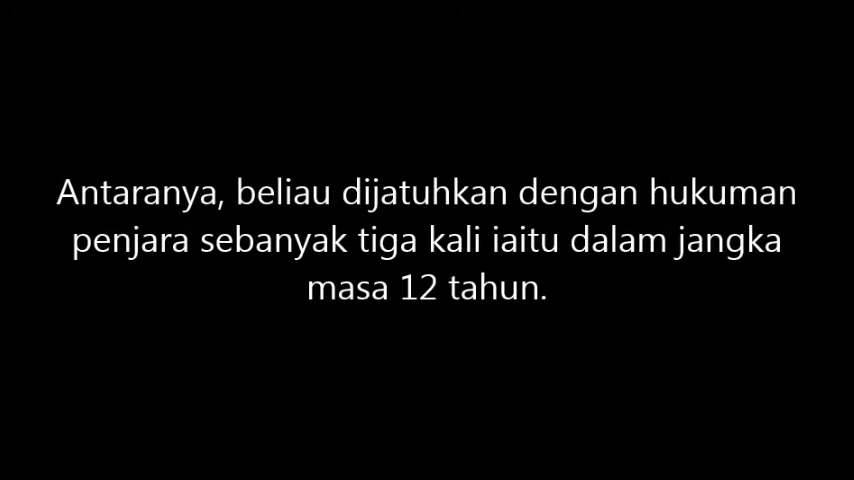 Antaranya, beliau dijatuhkan dengan hukuman
penjara sebanyak tiga kali iaitu dalam jangka
masa 12 tahun.